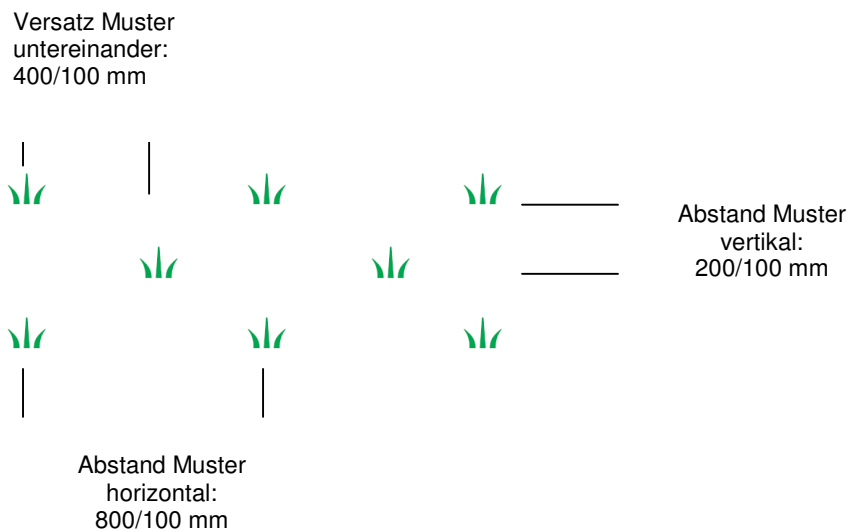 Versatz Muster
untereinander:
400/100 mm
Abstand Muster
vertikal:
200/100 mm
Abstand Muster
horizontal:
800/100 mm